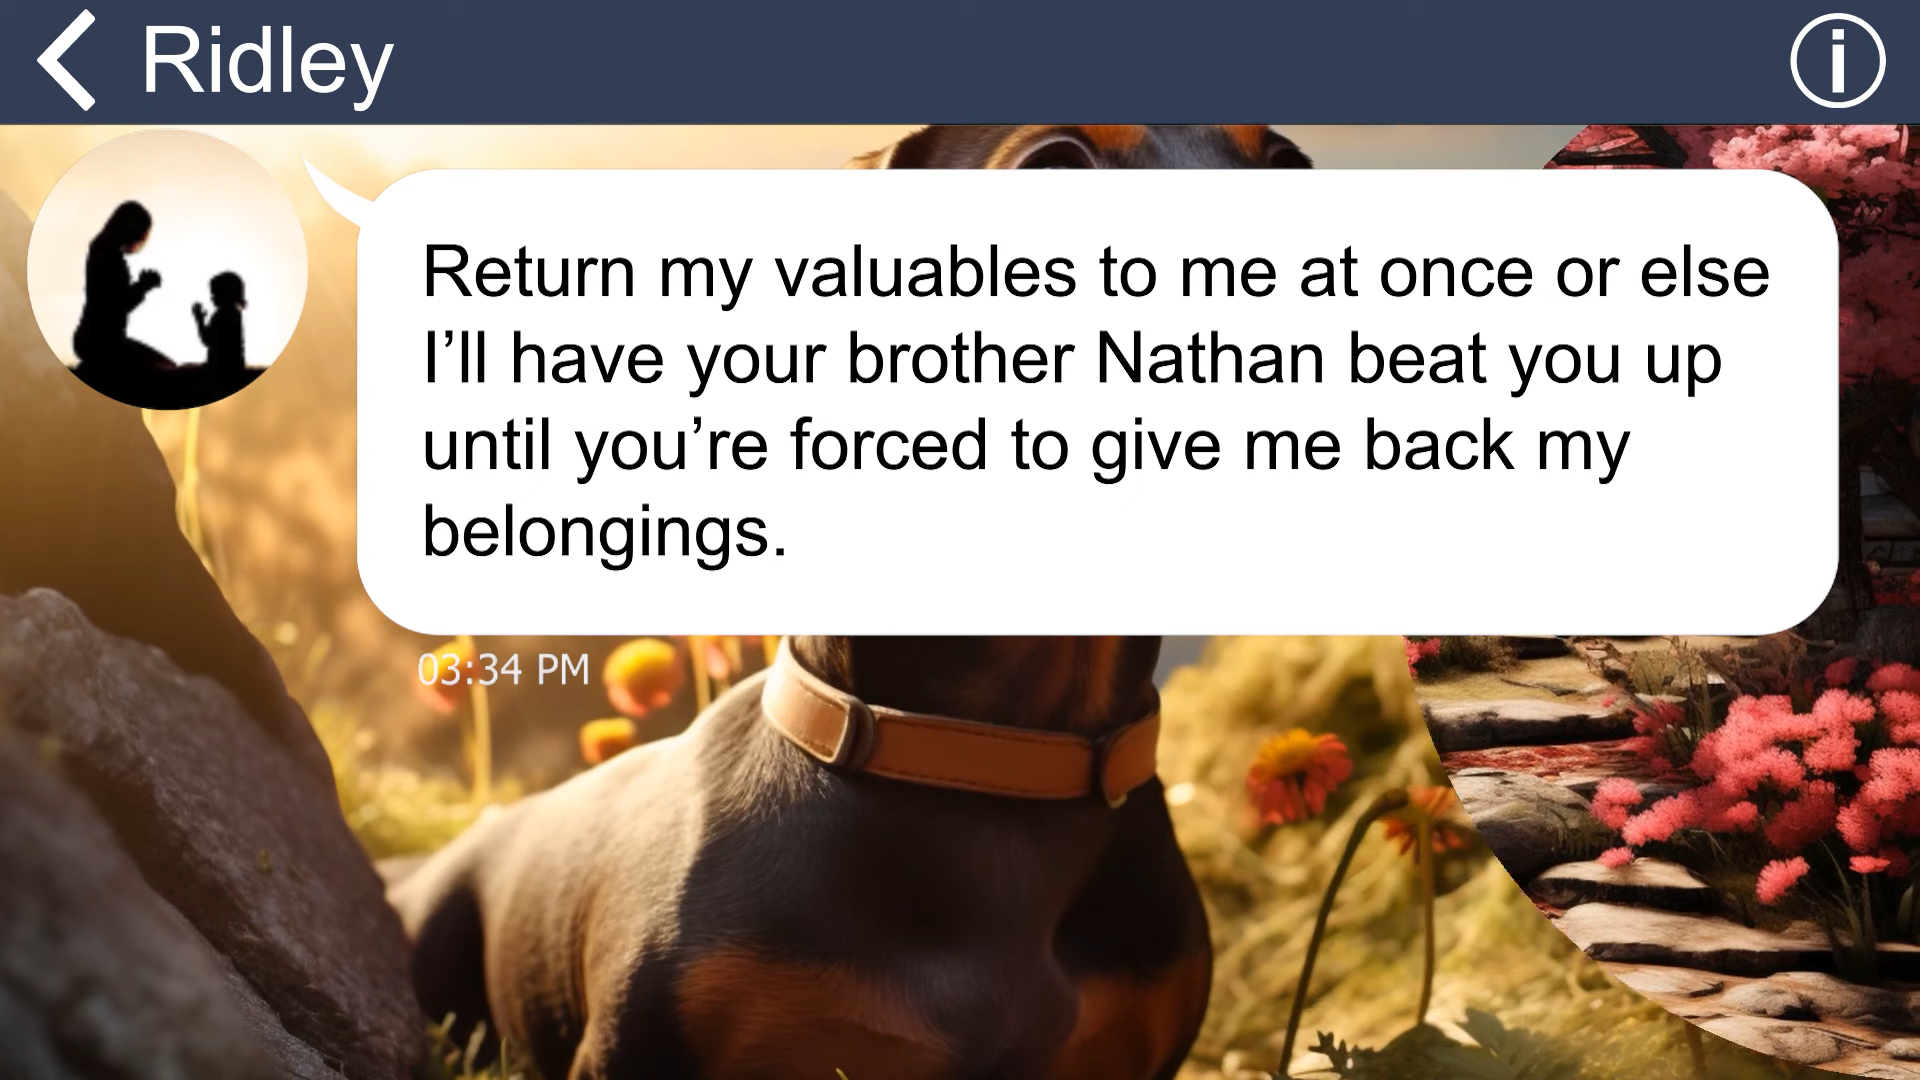 Ridley
Return my valuables to me at once or else
I’ll have your brother Nathan beat you up
until you’re forced to give me back my
belongings.
03:34 PM